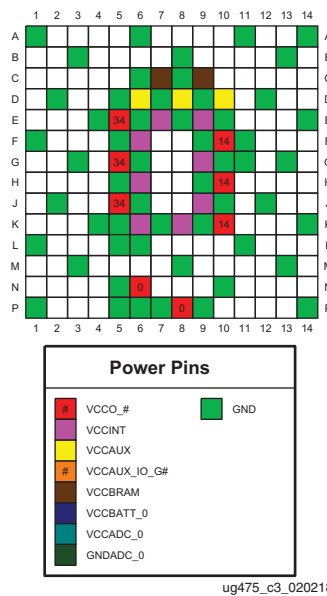 1 2 3 4 5 6 7 8 9 10 11 12 13 14
A A
B B
C C
D D
E 34 E
F 14 F
G 34 G
H 14 H
J 34 J
K 14 K
L L
M M
N 0 N
P 0 P
1 2 3 4 5 6 7 8 9 10 11 12 13 14
Power Pins
# VCCO_# GND
VCCINT
VCCAUX
# VCCAUX_IO_G#
VCCBRAM
VCCBATT_0
VCCADC_0
GNDADC_0
ug475_c3_020218